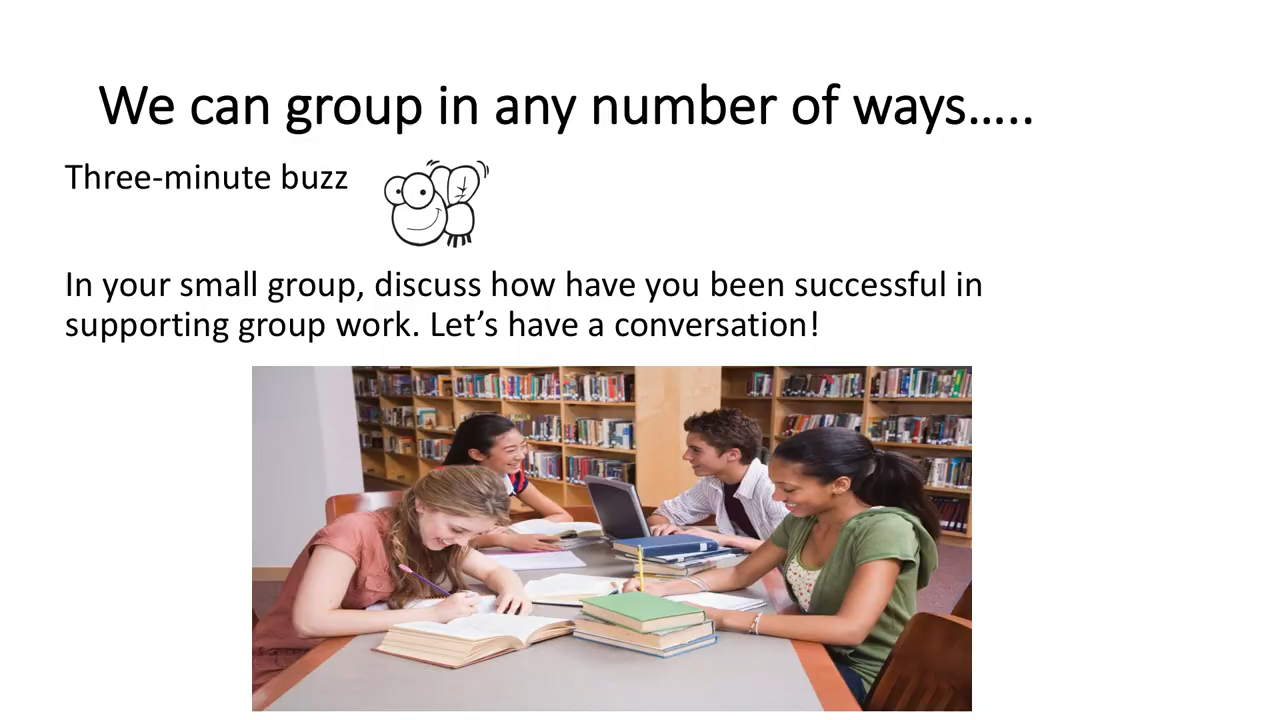 We can group in any number of ways…..
Three-minute buzz
In your small group, discuss how have you been successful in
supporting group work. Let’s have a conversation!